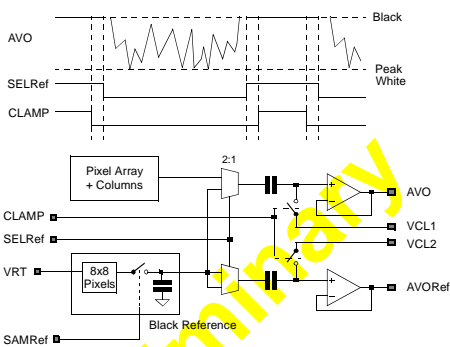 Black
AVO
Peak
White
SELRef
CLAMP
2:1
Pixel Array
+ Columns
+
-
AVO
CLAMP
VCL1
SELRef
VCL2
VRT
8x8
Pixels
+
-
AVORef
Black Reference
SAMRef